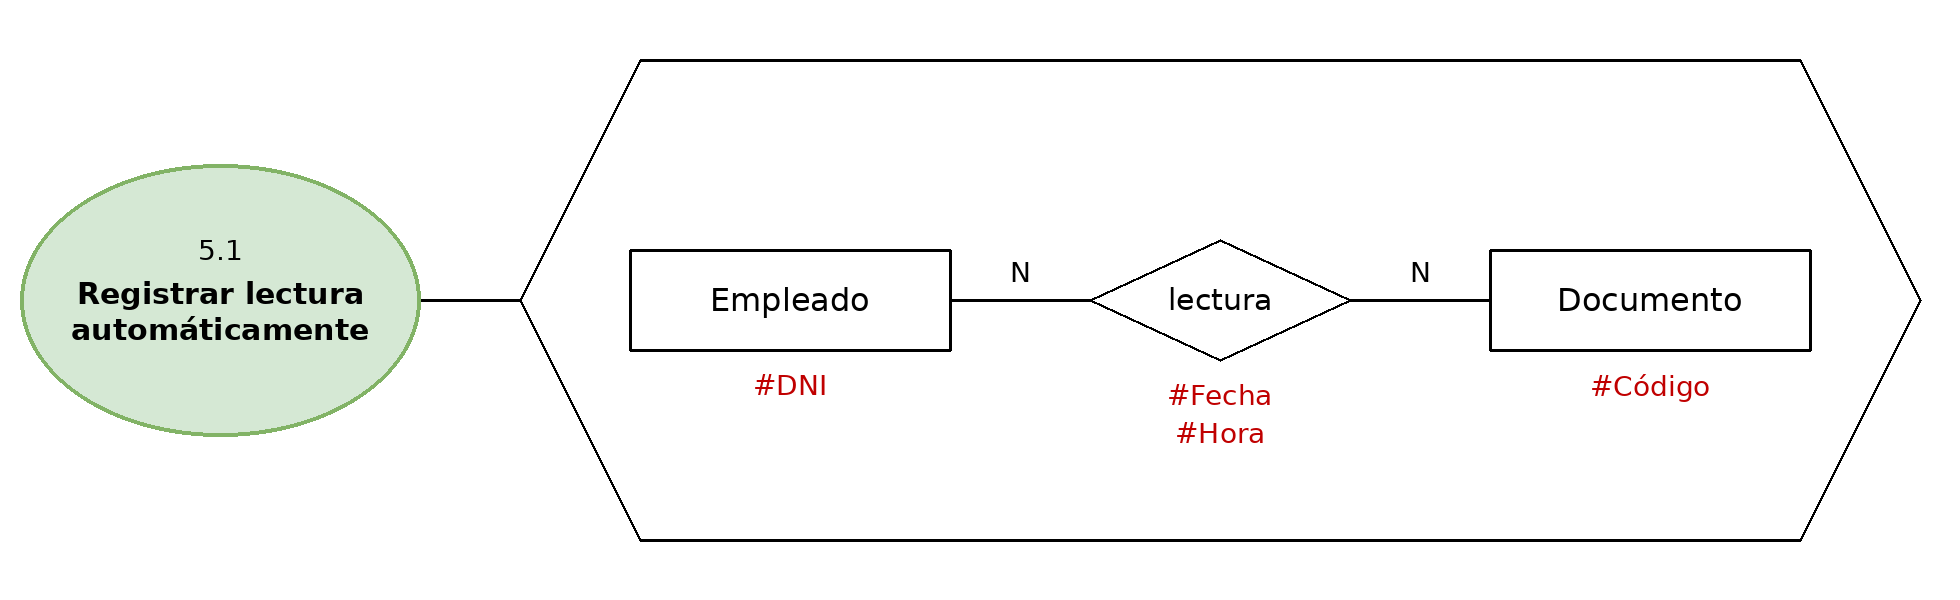 5.1
Registrar lectura
automáticamente
Empleado
#DNI
N
lectura
#Fecha
#Hora
N
Documento
#Código